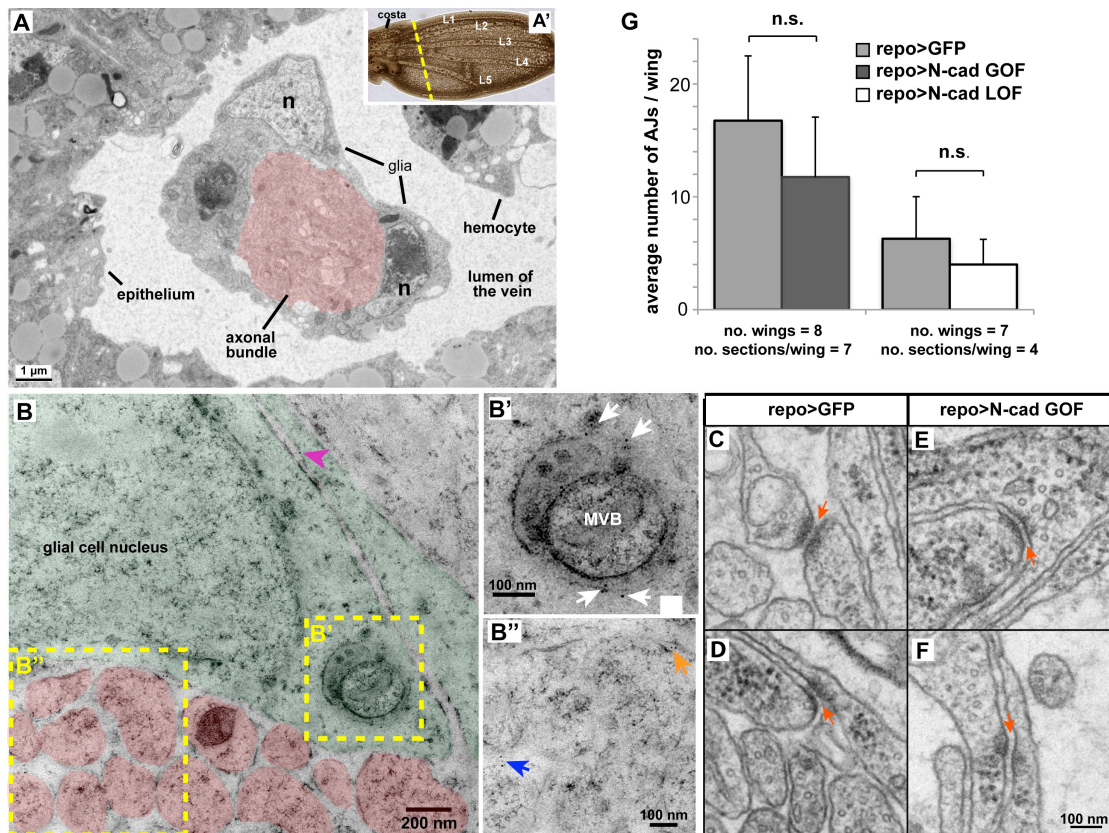 A
costa
A'
L1
L2
L3
L4
L5
n
glia
hemocyte
lumen of
the vein
n
epithelium
axonal
bundle
1 µm
G
n.s.
repo>GFP
repo>N-cad GOF
repo>N-cad LOF
n.s.
average number of AJs / wing
20
10
0
no. wings = 8
no. sections/wing = 7
no. wings = 7
no. sections/wing = 4
B
glial cell nucleus
B'
B''
200 nm
B'
MVB
100 nm
B''
100 nm
repo>GFP
repo>N-cad GOF
C
E
D
F
100 nm